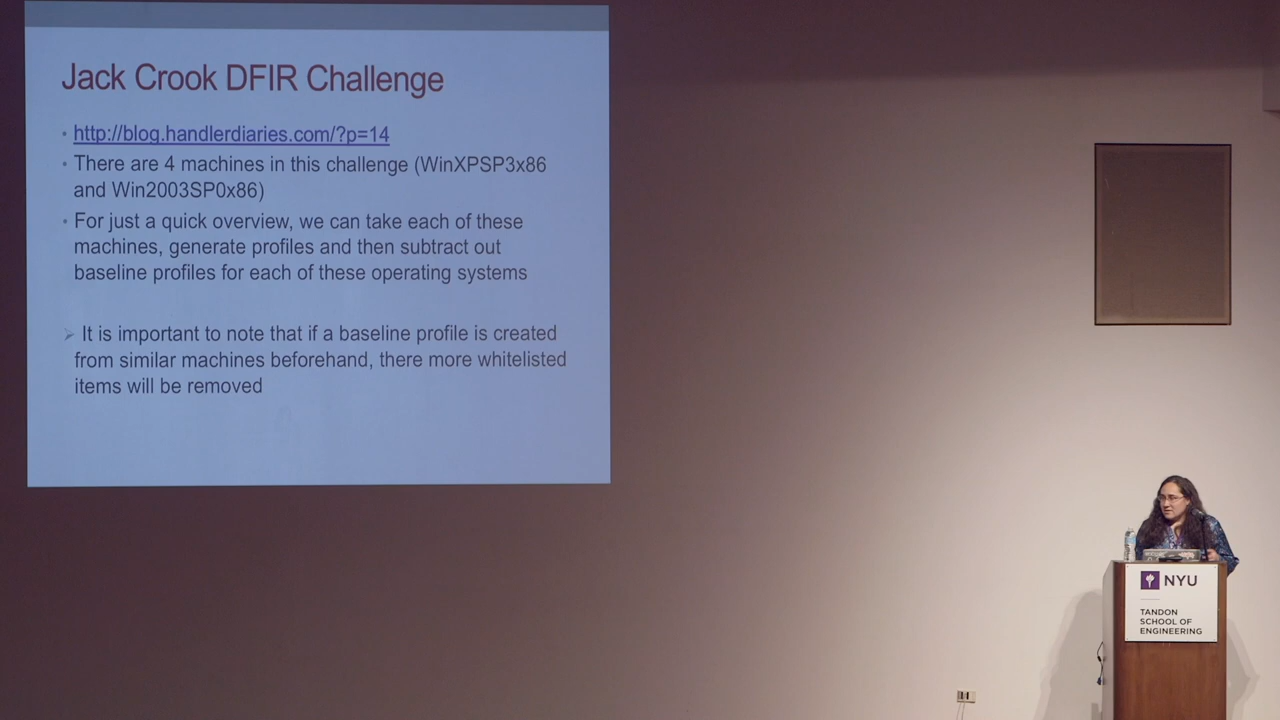 Jack Crook DFIR Challenge
• http://blog.handlerdiaries.com/?p=14
• There are 4 machines in this challenge (WinXPSP3x86
and Win2003SP0x86)
• For just a quick overview, we can take each of these
machines, generate profiles and then subtract out
baseline profiles for each of these operating systems
➢ It is important to note that if a baseline profile is created
from similar machines beforehand, there more whitelisted
items will be removed
NYU
TANDON
SCHOOL OF
ENGINEERING